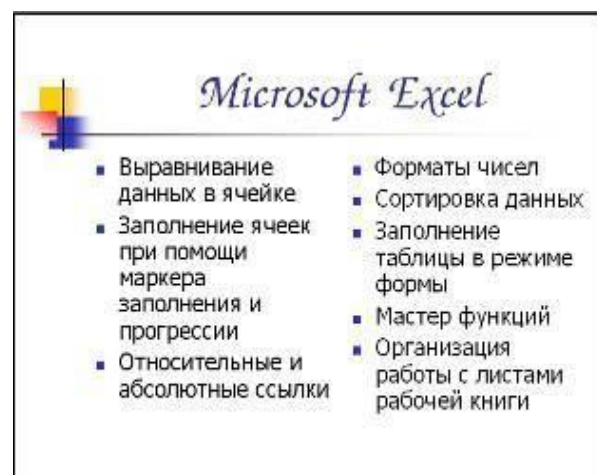 Microsoft Excel
Выравнивание
данных в ячейке
Заполнение ячеек
при помощи
маркера
заполнения и
прогрессии
Относительные и
абсолютные ссылки
Форматы чисел
Сортировка данных
Заполнение
таблицы в режиме
формы
Мастер функций
Организация
работы с листами
рабочей книги